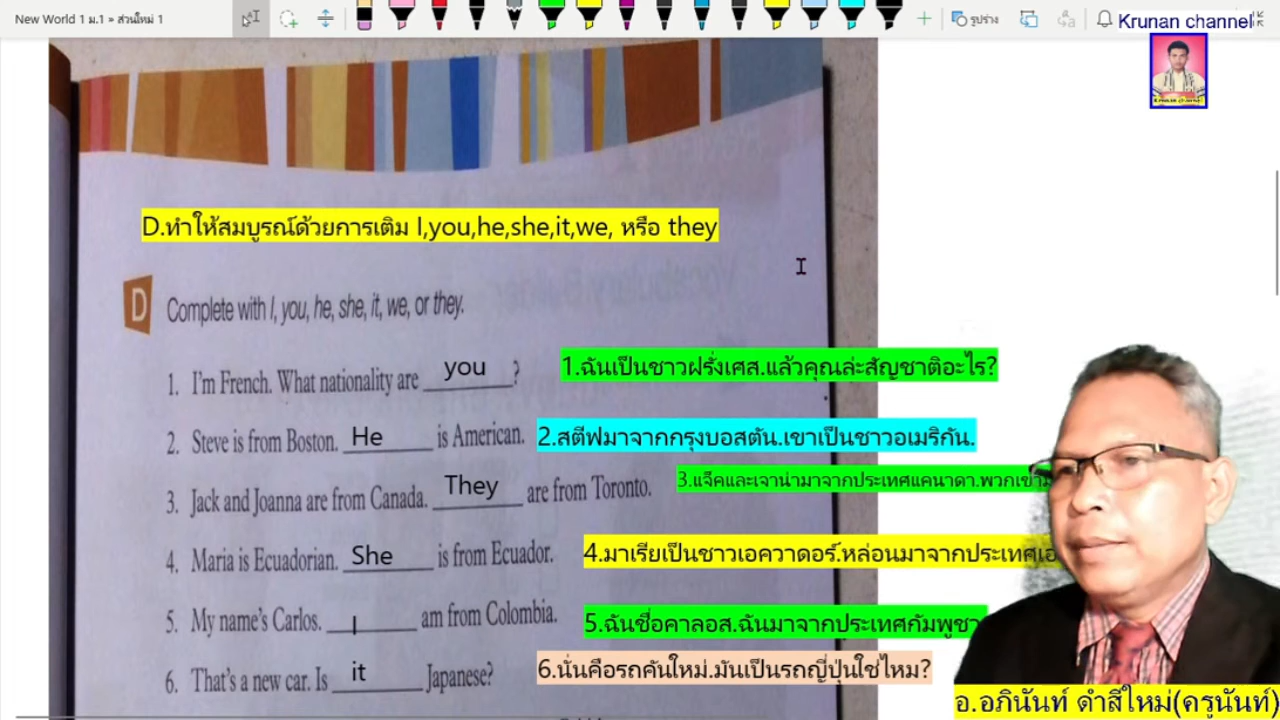 New World 1 ม.1 » ส่วนใหม่ 1
รูปร่าง
Krunan channel
D.ทำให้สมบูรณ์ด้วยการเติม I,you,he,she,it,we, หรือ they
D Complete with I, you, he, she, it, we, or they.
1. I'm French. What nationality are you ?
1.ฉันเป็นชาวฝรั่งเศส.แล้วคุณล่ะสัญชาติอะไร?
2. Steve is from Boston. He is American.
2.สตีฟมาจากกรุงบอสตัน.เขาเป็นชาวอเมริกัน.
3. Jack and Joanna are from Canada. They are from Toronto.
3.แจ็คและเจาน่ามาจากประเทศแคนาดา.พวกเขา
4. Maria is Ecuadorian. She is from Ecuador.
4.มาเรียเป็นชาวเอควาดอร์.หล่อนมาจากประเทศ
5. My name's Carlos. I am from Colombia.
5.ฉันชื่อคาลอส.ฉันมาจากประเทศกัมพูชา
6. That's a new car. Is it Japanese?
6.นั่นคือรถคันใหม่.มันเป็นรถญี่ปุ่นใช่ไหม?
อ.อภินันท์ ดำสีใหม่(ครูนันท์)